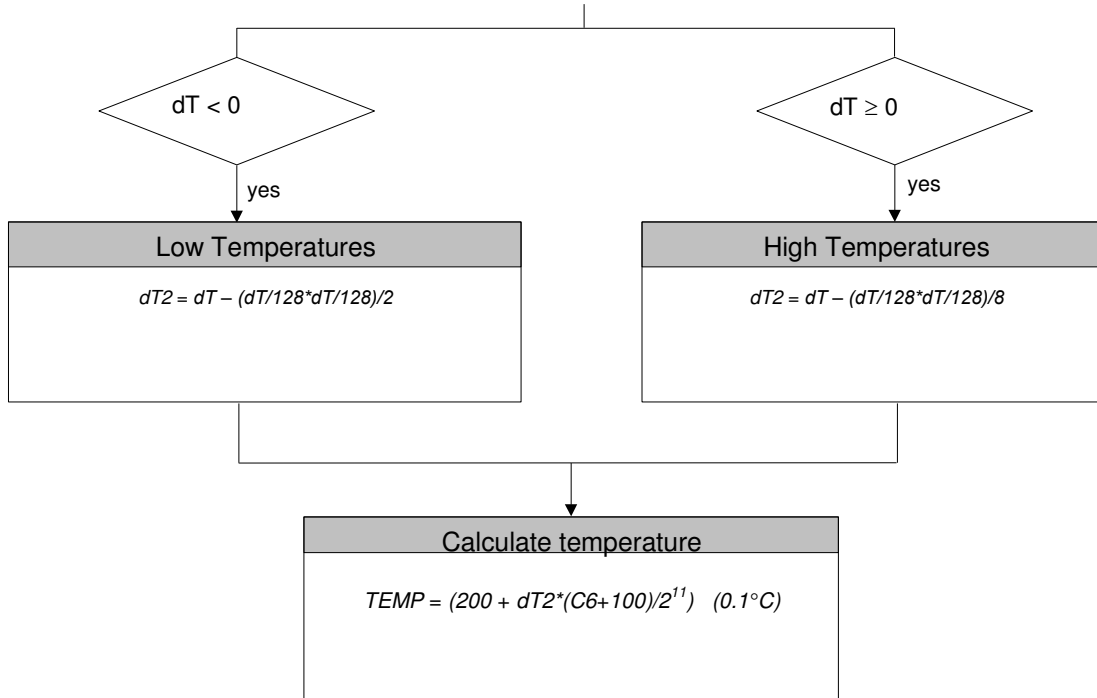 dT < 0
dT ≥ 0
yes
yes
Low Temperatures
dT2 = dT – (dT/128*dT/128)/2
High Temperatures
dT2 = dT – (dT/128*dT/128)/8
Calculate temperature
TEMP = (200 + dT2*(C6+100)/2¹¹) (0.1°C)